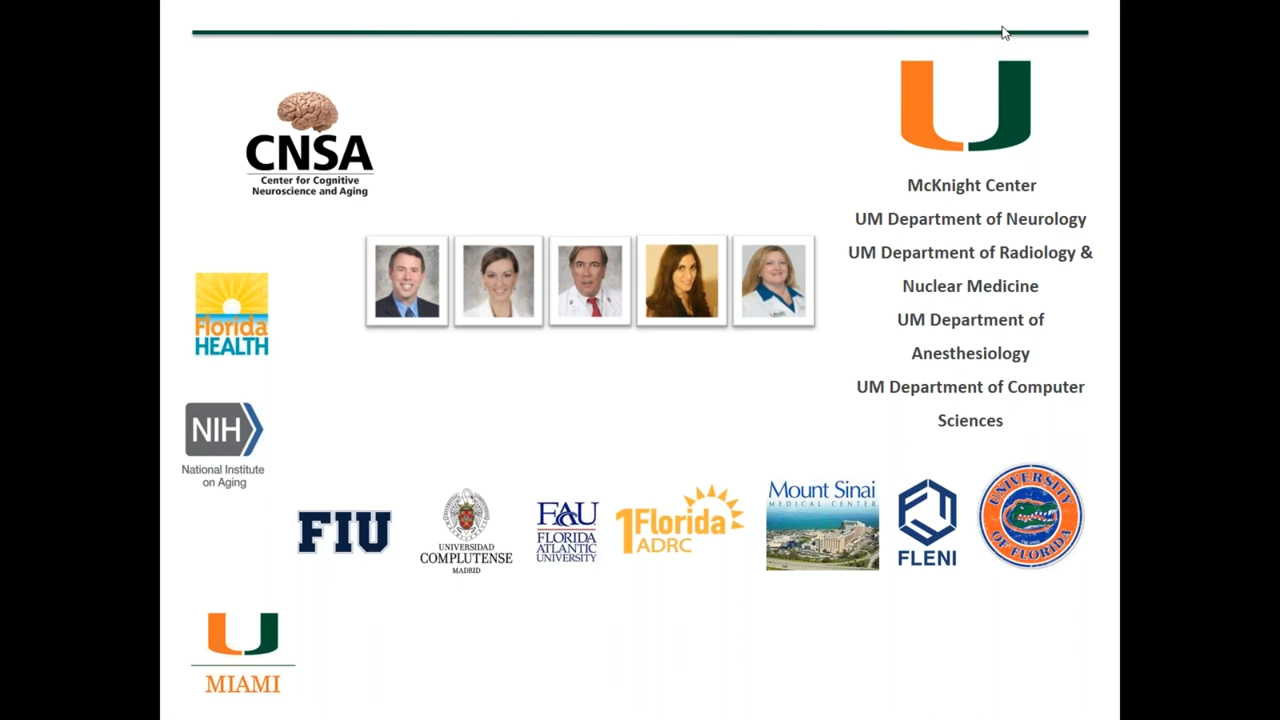 CNSA
Center for Cognitive
Neuroscience and Aging
McKnight Center
UM Department of Neurology
UM Department of Radiology &
Nuclear Medicine
UM Department of
Anesthesiology
UM Department of Computer
Sciences
Florida
HEALTH
NIH
National Institute
on Aging
FIU
UNIVERSIDAD
COMPLUTENSE
MADRID
FAU
FLORIDA
ATLANTIC
UNIVERSITY
1Florida
ADRC
Mount Sinai
MEDICAL CENTER
FLENI
UNIVERSITY
OF FLORIDA
U
MIAMI